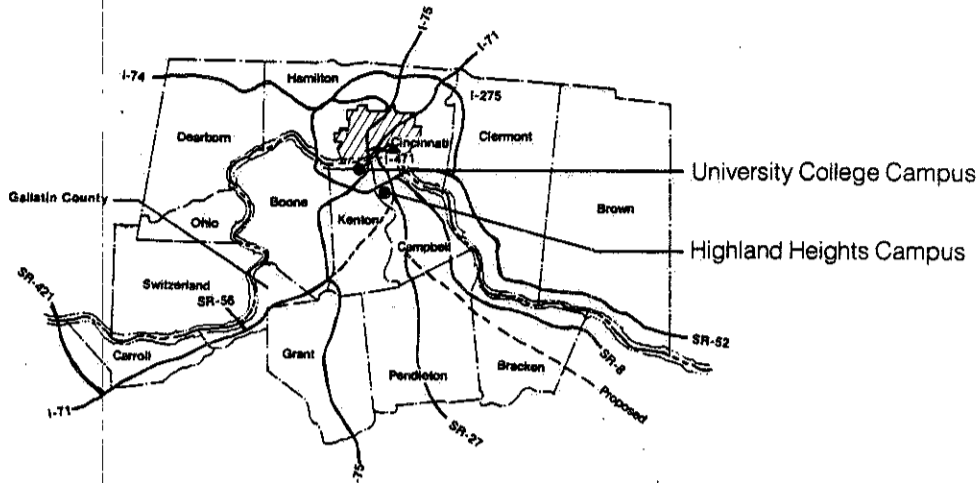 I-75
I-71
I-74
Hamilton
I-275
Dearborn
Cincinnati
Clermont
I-471
University College Campus
Gallatin County
Boone
Ohio
Kenton
Brown
Campbell
Highland Heights Campus
SR-421
Switzerland
SR-56
Carroll
Grant
Pendleton
Bracken
SR-8
SR-52
Proposed
I-71
SR-27
-75